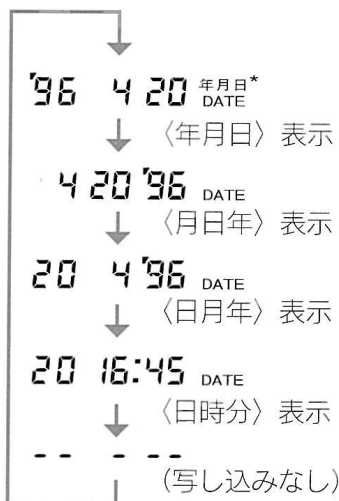 '96 4 20 年月日*
DATE
〈年月日〉表示
4 20 '96 DATE
〈月日年〉表示
20 4 '96 DATE
〈日月年〉表示
20 16:45 DATE
〈日時分〉表示
-- - --
(写し込みなし)